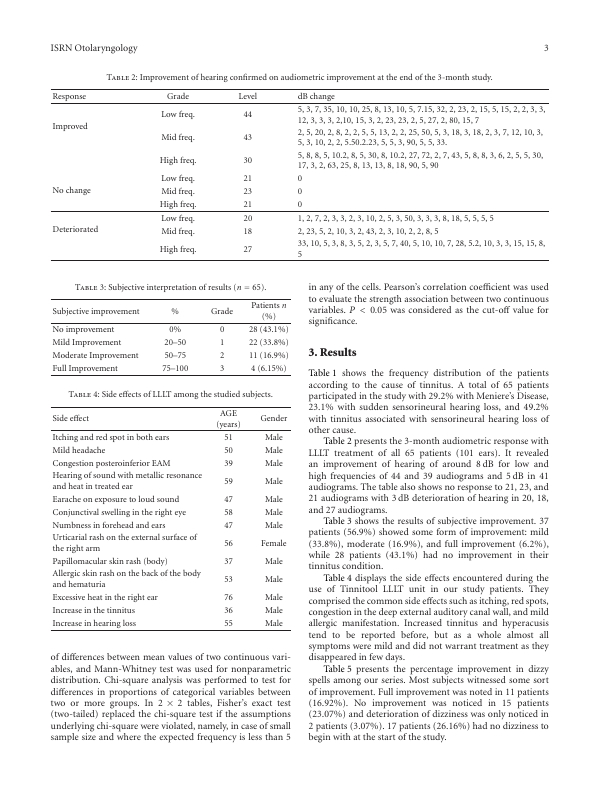 ISRN Otolaryngology
3
Table 2: Improvement of hearing confirmed on audiometric improvement at the end of the 3-month study.
Response Grade Level dB change
Improved
Low freq. 44 5, 3, 7, 35, 10, 10, 25, 8, 13, 10, 5, 7.15, 32, 2, 23, 2, 15, 5, 15, 2, 2, 3, 3,
12, 3, 3, 3, 2,10, 15, 3, 2, 23, 23, 2, 5, 27, 2, 80, 15, 7
Mid freq. 43 2, 5, 20, 2, 8, 2, 2, 5, 5, 13, 2, 2, 25, 50, 5, 3, 18, 3, 18, 2, 3, 7, 12, 10, 3,
5, 3, 10, 2, 2, 5.50.2.23, 5, 5, 3, 90, 5, 5, 33.
High freq. 30 5, 8, 8, 5, 10.2, 8, 5, 30, 8, 10.2, 27, 72, 2, 7, 43, 5, 8, 8, 3, 6, 2, 5, 5, 30,
17, 3, 2, 63, 25, 8, 13, 13, 8, 18, 90, 5, 90
No change
Low freq. 21 0
Mid freq. 23 0
High freq. 21 0
Deteriorated
Low freq. 20 1, 2, 7, 2, 3, 3, 2, 3, 10, 2, 5, 3, 50, 3, 3, 3, 8, 18, 5, 5, 5, 5
Mid freq. 18 2, 23, 5, 2, 10, 3, 2, 43, 2, 3, 10, 2, 2, 8, 5
High freq. 27 33, 10, 5, 3, 8, 3, 5, 2, 3, 5, 7, 40, 5, 10, 10, 7, 28, 5.2, 10, 3, 3, 15, 15, 8,
5
Table 3: Subjective interpretation of results (n = 65).
Subjective improvement % Grade Patients n
(%)
No improvement 0% 0 28 (43.1%)
Mild Improvement 20–50 1 22 (33.8%)
Moderate Improvement 50–75 2 11 (16.9%)
Full Improvement 75–100 3 4 (6.15%)
Table 4: Side effects of LLLT among the studied subjects.
Side effect AGE
(years) Gender
Itching and red spot in both ears 51 Male
Mild headache 50 Male
Congestion posteroinferior EAM 39 Male
Hearing of sound with metallic resonance
and heat in treated ear 59 Male
Earache on exposure to loud sound 47 Male
Conjunctival swelling in the right eye 58 Male
Numbness in forehead and ears 47 Male
Urticarial rash on the external surface of
the right arm 56 Female
Papillomacular skin rash (body) 37 Male
Allergic skin rash on the back of the body
and hematuria 53 Male
Excessive heat in the right ear 76 Male
Increase in the tinnitus 36 Male
Increase in hearing loss 55 Male
of differences between mean values of two continuous vari-
ables, and Mann-Whitney test was used for nonparametric
distribution. Chi-square analysis was performed to test for
differences in proportions of categorical variables between
two or more groups. In 2 × 2 tables, Fisher's exact test
(two-tailed) replaced the chi-square test if the assumptions
underlying chi-square were violated, namely, in case of small
sample size and where the expected frequency is less than 5
in any of the cells. Pearson's correlation coefficient was used
to evaluate the strength association between two continuous
variables. P < 0.05 was considered as the cut-off value for
significance.
3. Results
Table 1 shows the frequency distribution of the patients
according to the cause of tinnitus. A total of 65 patients
participated in the study with 29.2% with Meniere's Disease,
23.1% with sudden sensorineural hearing loss, and 49.2%
with tinnitus associated with sensorineural hearing loss of
other cause.
Table 2 presents the 3-month audiometric response with
LLLT treatment of all 65 patients (101 ears). It revealed
an improvement of hearing of around 8 dB for low and
high frequencies of 44 and 39 audiograms and 5 dB in 41
audiograms. The table also shows no response to 21, 23, and
21 audiograms with 3 dB deterioration of hearing in 20, 18,
and 27 audiograms.
Table 3 shows the results of subjective improvement. 37
patients (56.9%) showed some form of improvement: mild
(33.8%), moderate (16.9%), and full improvement (6.2%),
while 28 patients (43.1%) had no improvement in their
tinnitus condition.
Table 4 displays the side effects encountered during the
use of Tinnitool LLLT unit in our study patients. They
comprised the common side effects such as itching, red spots,
congestion in the deep external auditory canal wall, and mild
allergic manifestation. Increased tinnitus and hyperacusis
tend to be reported before, but as a whole almost all
symptoms were mild and did not warrant treatment as they
disappeared in few days.
Table 5 presents the percentage improvement in dizzy
spells among our series. Most subjects witnessed some sort
of improvement. Full improvement was noted in 11 patients
(16.92%). No improvement was noticed in 15 patients
(23.07%) and deterioration of dizziness was only noticed in
2 patients (3.07%). 17 patients (26.16%) had no dizziness to
begin with at the start of the study.